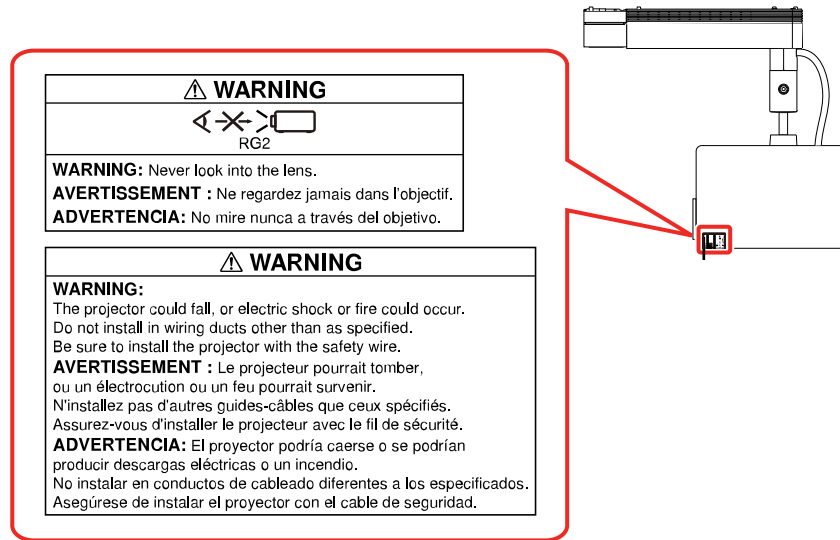 ⚠ WARNING
RG2
WARNING: Never look into the lens.
AVERTISSEMENT : Ne regardez jamais dans l'objectif.
ADVERTENCIA: No mire nunca a través del objetivo.
⚠ WARNING
WARNING:
The projector could fall, or electric shock or fire could occur.
Do not install in wiring ducts other than as specified.
Be sure to install the projector with the safety wire.
AVERTISSEMENT : Le projecteur pourrait tomber,
ou un électrocution ou un feu pourrait survenir.
N'installez pas d'autres guides-câbles que ceux spécifiés.
Assurez-vous d'installer le projecteur avec le fil de sécurité.
ADVERTENCIA: El proyector podría caerse o se podrían
producir descargas eléctricas o un incendio.
No instalar en conductos de cableado diferentes a los especificados.
Asegúrese de instalar el proyector con el cable de seguridad.